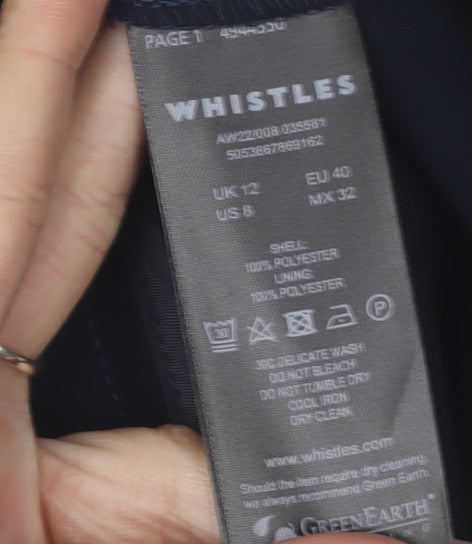 PAGE 1 4944350
WHISTLES
AW22/008 035561
5053867869162
UK 12 EU 40
US 8 MX 32
SHELL:
100% POLYESTER
LINING:
100% POLYESTER
30
P
30C DELICATE WASH
DO NOT BLEACH
DO NOT TUMBLE DRY
COOL IRON
DRY CLEAN
www.whistles.com
Should the item require dry cleaning,
we always recommend Green Earth.
GREENEARTH®